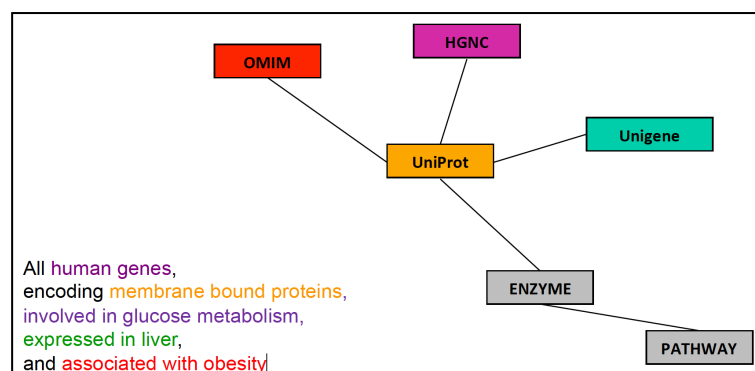 HGNC
OMIM
Unigene
UniProt
ENZYME
PATHWAY
All human genes,
encoding membrane bound proteins,
involved in glucose metabolism,
expressed in liver,
and associated with obesity